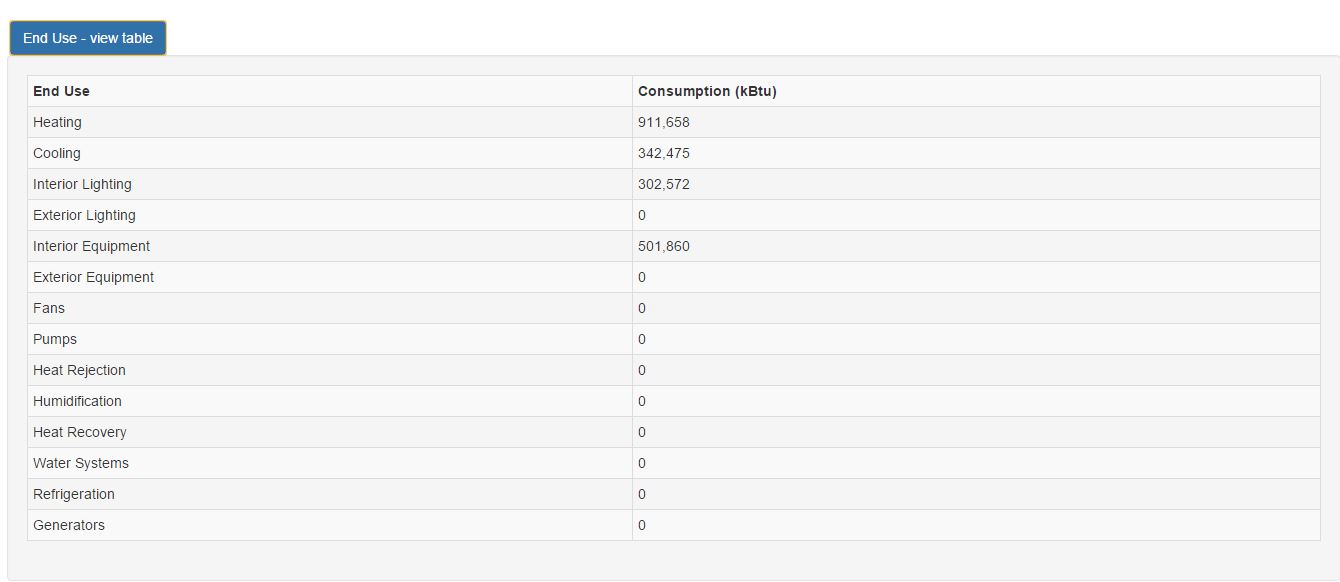 End Use - view table
End Use Consumption (kBtu)
Heating 911,658
Cooling 342,475
Interior Lighting 302,572
Exterior Lighting 0
Interior Equipment 501,860
Exterior Equipment 0
Fans 0
Pumps 0
Heat Rejection 0
Humidification 0
Heat Recovery 0
Water Systems 0
Refrigeration 0
Generators 0